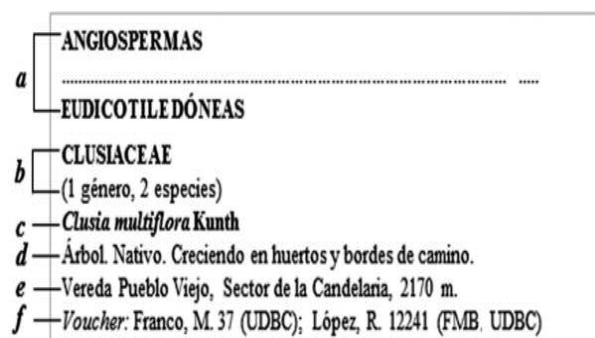 ANGIOSPERMAS
a
........................................................................................ .....
EUDICOTILEDÓNEAS
CLUSIACEAE
b
(1 género, 2 especies)
c Clusia multiflora Kunth
d Árbol. Nativo. Creciendo en huertos y bordes de camino.
e Vereda Pueblo Viejo, Sector de la Candelaria, 2170 m.
f Voucher: Franco, M. 37 (UDBC); López, R. 12241 (FMB, UDBC)